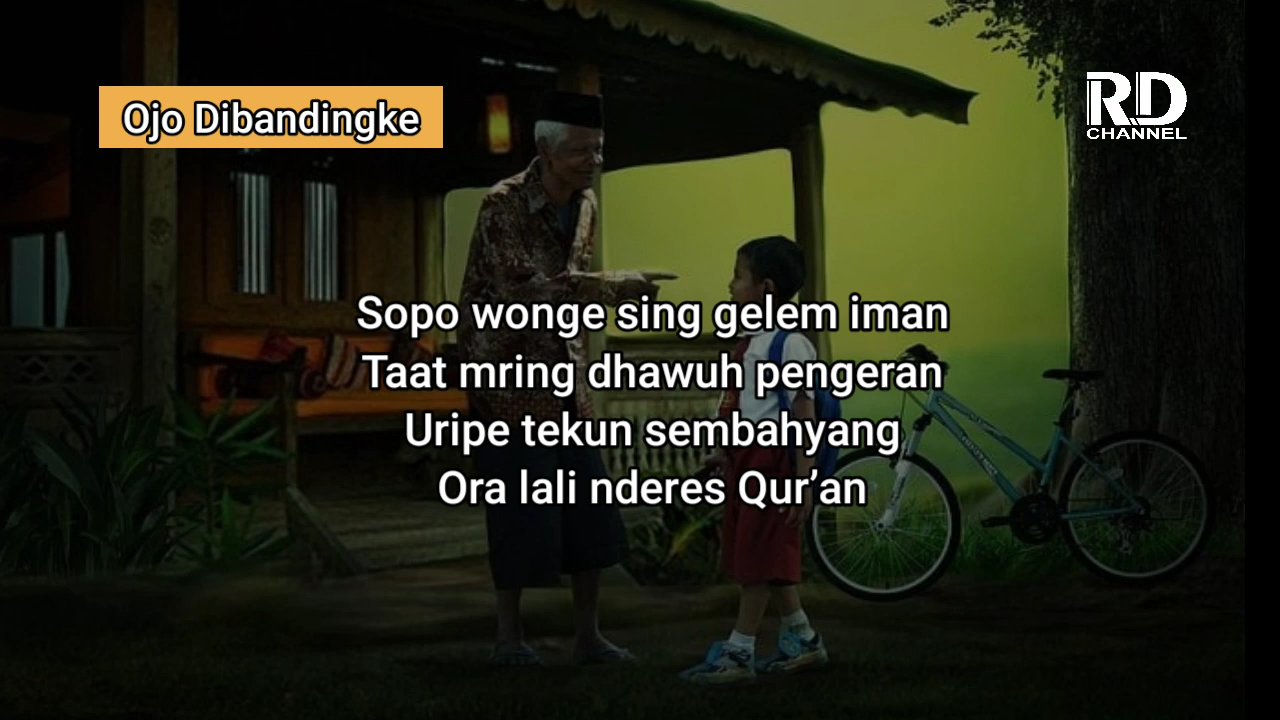 Ojo Dibandingke
RD
CHANNEL
Sopo wonge sing gelem iman
Taat mring dhawuh pengeran
Uripe tekun sembahyang
Ora lali nderes Qur’an